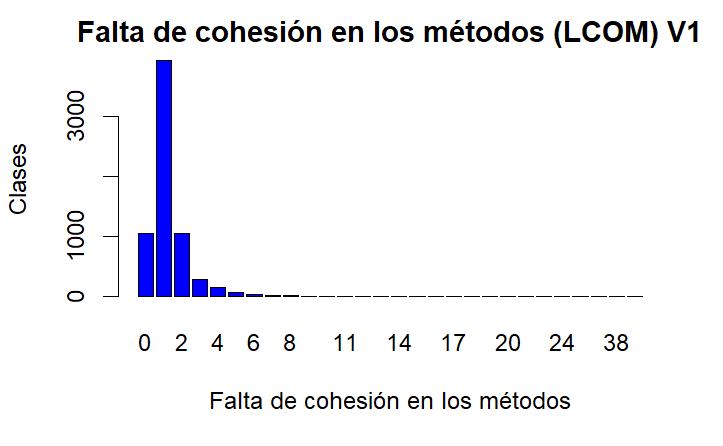 Falta de cohesión en los métodos (LCOM) V1
Clases
3000
1000
0
0 2 4 6 8 11 14 17 20 24 38
Falta de cohesión en los métodos